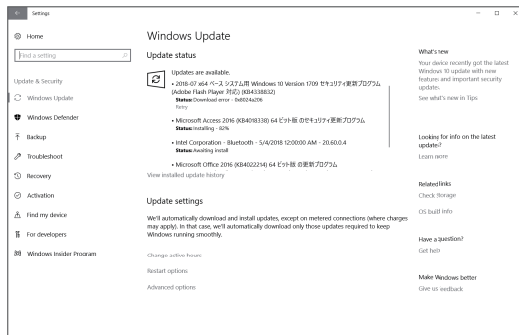 Settings
Home
Find a setting
Update & Security
Windows Update
Windows Defender
Backup
Troubleshoot
Recovery
Activation
Find my device
For developers
Windows Insider Program
Windows Update
Update status
Updates are available.
• 2018-07 x64 ベース システム用 Windows 10 Version 1709 セキュリティ更新プログラム
(Adobe Flash Player 対応) (KB4338832)
Status: Download error - 0x8024a206
Retry
• Microsoft Access 2016 (KB4018338) 64 ビット版 のセキュリティ更新プログラム
Status: Installing - 82%
• Intel Corporation - Bluetooth - 5/4/2018 12:00:00 AM - 20.60.0.4
Status: Awaiting install
• Microsoft Office 2016 (KB4022214) 64 ビット版 の更新プログラム
View installed update history
Update settings
We'll automatically download and install updates, except on metered connections (where charges
may apply). In that case, we'll automatically download only those updates required to keep
Windows running smoothly.
Change active hours
Restart options
Advanced options
What's new
Your device recently got the latest
Windows 10 update with new
features and important security
updates.
See what's new in Tips
Looking for info on the latest
updates?
Learn more
Related links
Check Storage
OS build info
Have a question?
Get help
Make Windows better
Give us feedback